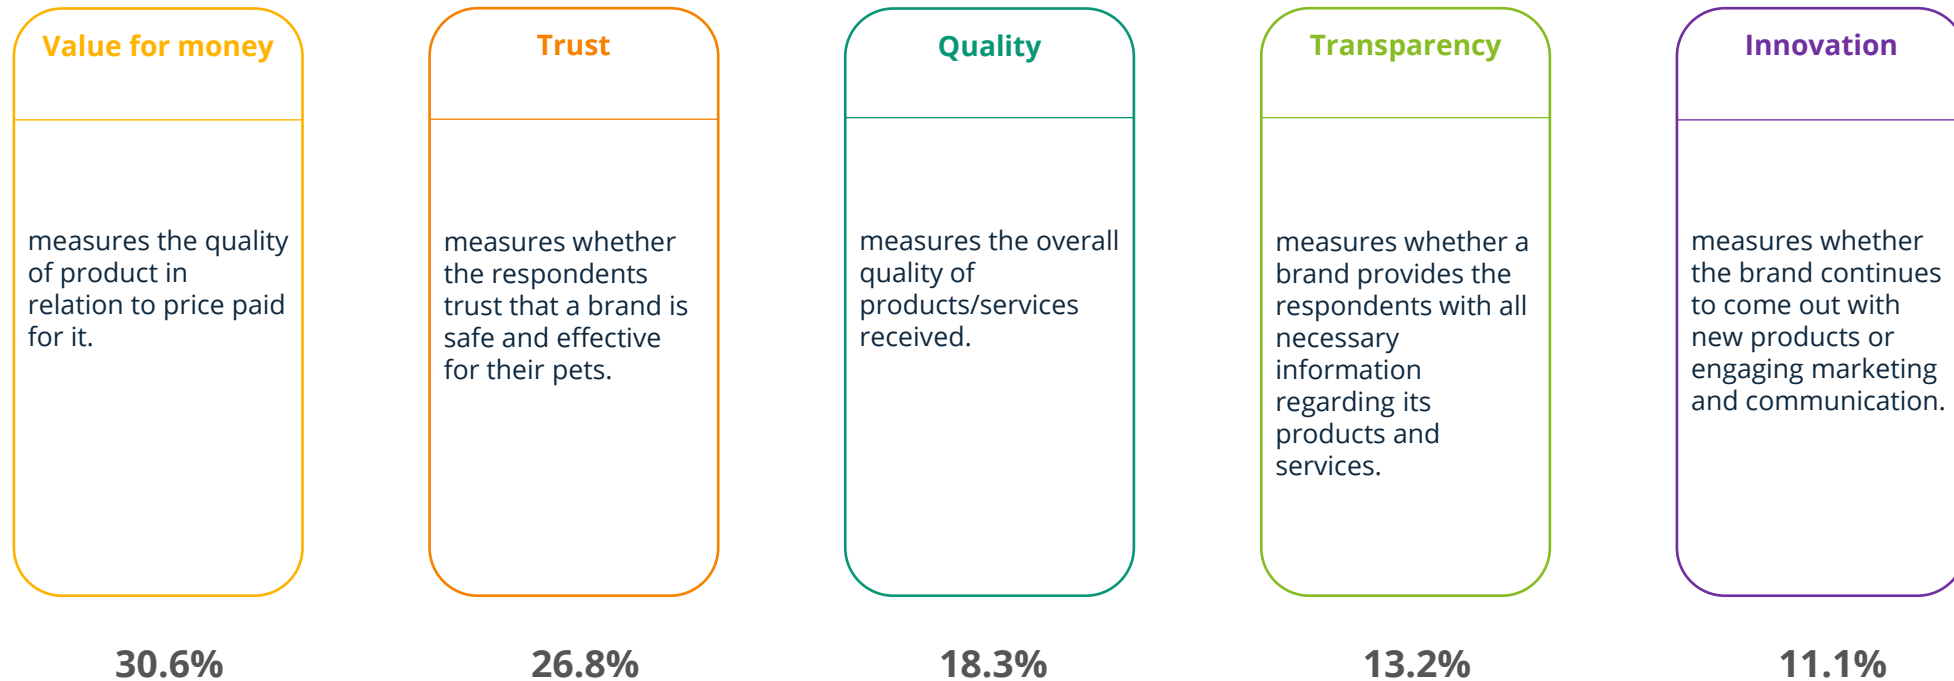 Value for money
measures the quality
of product in
relation to price paid
for it.
30.6%
Trust
measures whether
the respondents
trust that a brand is
safe and effective
for their pets.
26.8%
Quality
measures the overall
quality of
products/services
received.
18.3%
Transparency
measures whether a
brand provides the
respondents with all
necessary
information
regarding its
products and
services.
13.2%
Innovation
measures whether
the brand continues
to come out with
new products or
engaging marketing
and communication.
11.1%